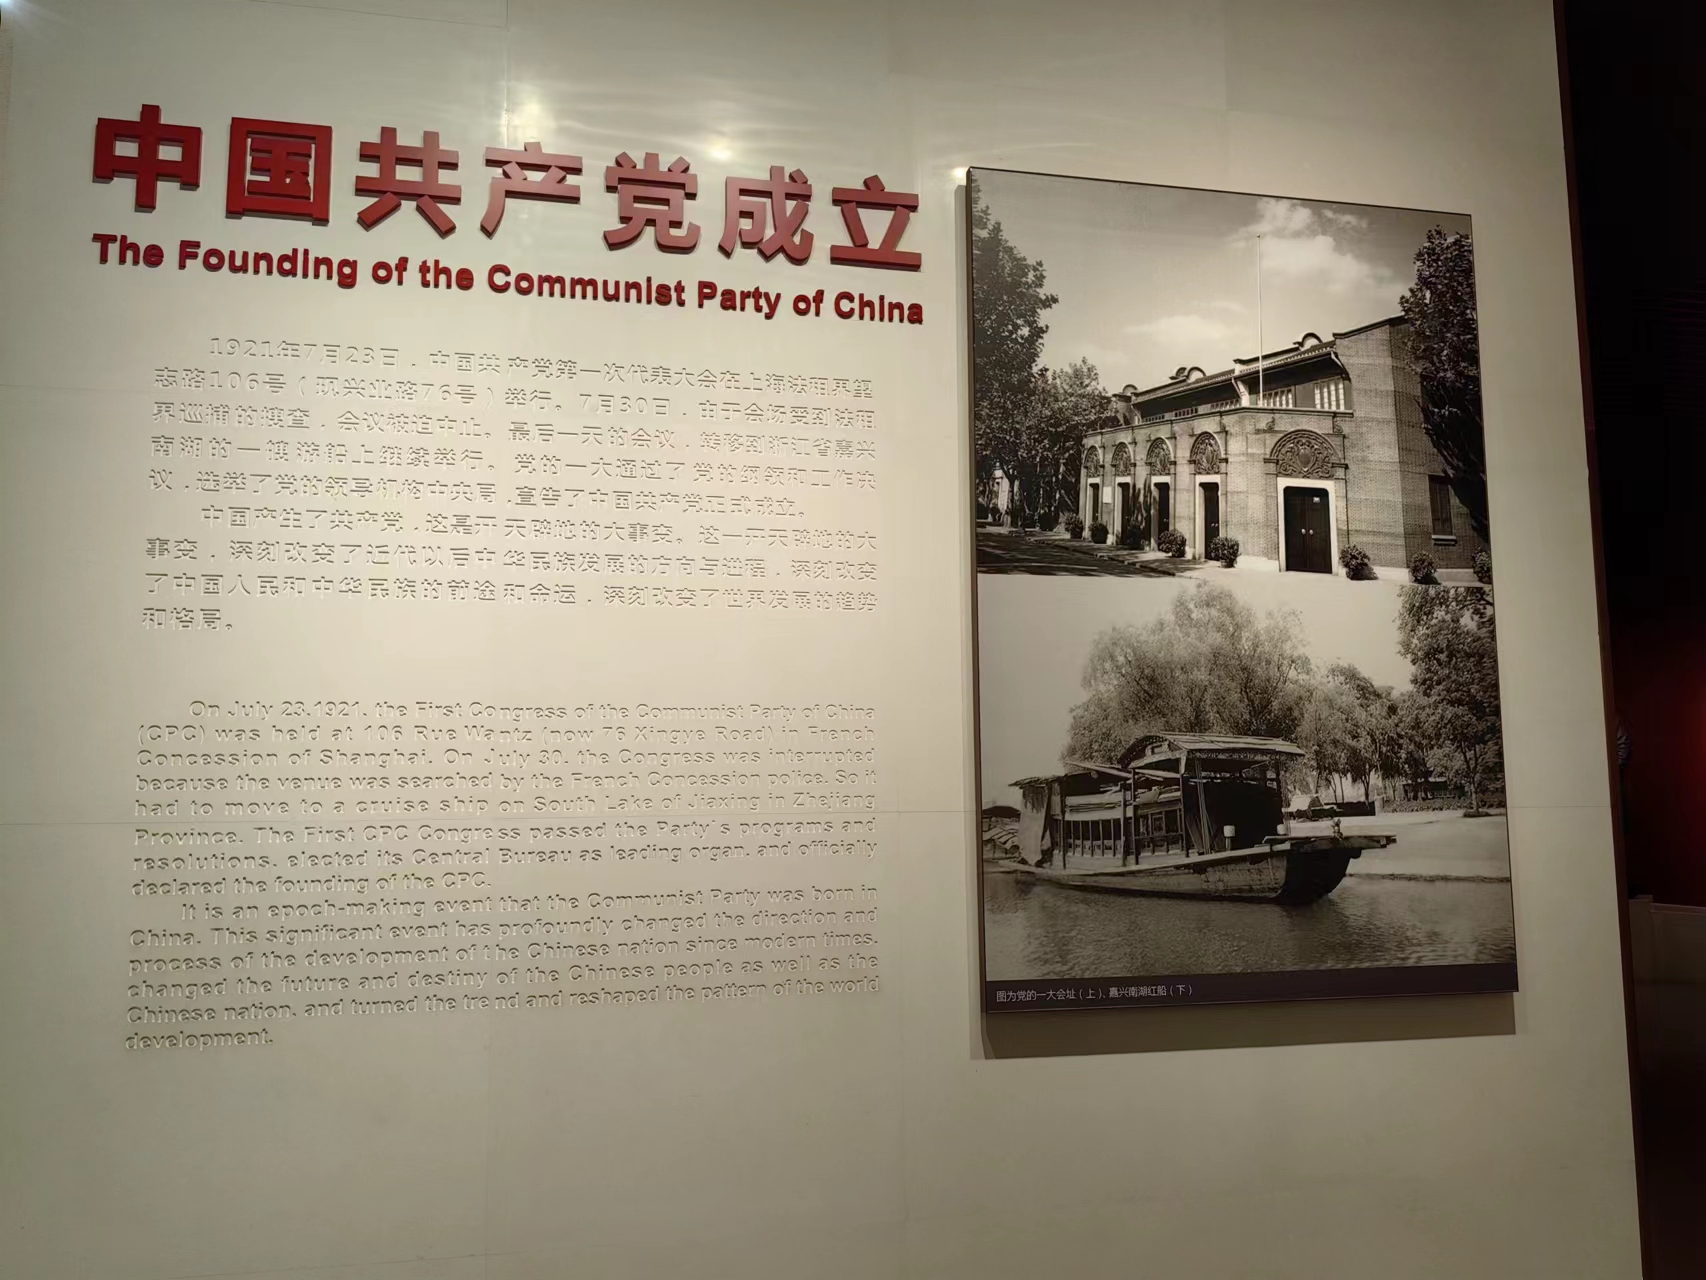 中国共产党成立
The Founding of the Communist Party of China
1921年7月23日，中国共产党第一次代表大会在上海法租界望
志路106号（现兴业路76号）举行。7月30日，由于会场受到法租
界巡捕的搜查，会议被迫中止。最后一天的会议，转移到浙江省嘉兴
南湖的一艘游船上继续举行。党的一大通过了党的纲领和工作决
议，选举了党的领导机构中央局，宣告了中国共产党正式成立。
中国产生了共产党，这是开天辟地的大事变。这一开天辟地的大
事变，深刻改变了近代以后中华民族发展的方向与进程，深刻改变
了中国人民和中华民族的前途和命运，深刻改变了世界发展的趋势
和格局。
On July 23,1921, the First Congress of the Communist Party of China
(CPC) was held at 106 Rue Wantz (now 76 Xingye Road) in French
Concession of Shanghai. On July 30, the Congress was interrupted
because the venue was searched by the French Concession police. So it
had to move to a cruise ship on South Lake of Jiaxing in Zhejiang
Province. The First CPC Congress passed the Party's programs and
resolutions, elected its Central Bureau as leading organ, and officially
declared the founding of the CPC.
It is an epoch-making event that the Communist Party was born in
China. This significant event has profoundly changed the direction and
process of the development of the Chinese nation since modern times,
changed the future and destiny of the Chinese people as well as the
Chinese nation, and turned the trend and reshaped the pattern of the world
development.
图为党的一大会址（上）、嘉兴南湖红船（下）